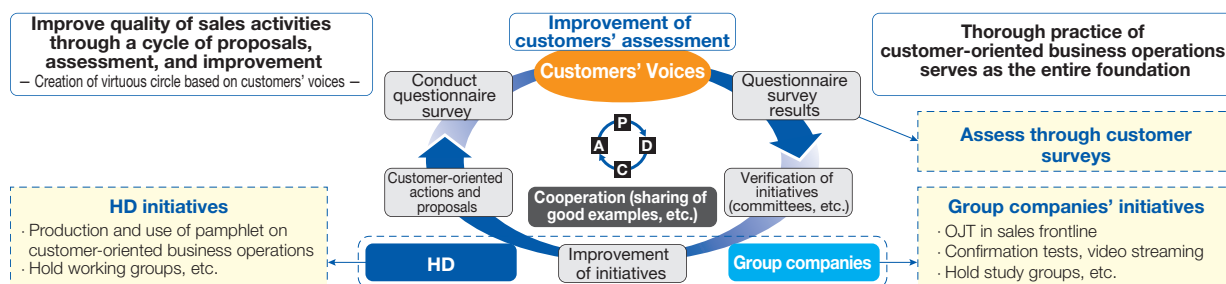 Improve quality of sales activities
through a cycle of proposals,
assessment, and improvement
— Creation of virtuous circle based on customers' voices —
Improvement of
customers' assessment
Customers' Voices
Thorough practice of
customer-oriented business operations
serves as the entire foundation
Conduct
questionnaire
survey
Questionnaire
survey
results
P
A
D
C
Assess through customer
surveys
Customer-oriented
actions and
proposals
Cooperation (sharing of
good examples, etc.)
Verification of
initiatives
(committees, etc.)
HD initiatives
· Production and use of pamphlet on
customer-oriented business operations
· Hold working groups, etc.
HD
Improvement
of initiatives
Group companies
Group companies' initiatives
· OJT in sales frontline
· Confirmation tests, video streaming
· Hold study groups, etc.